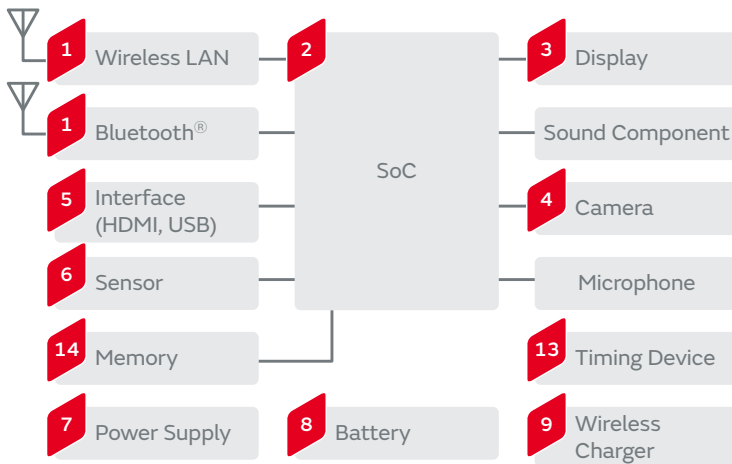 1
Wireless LAN
2
SoC
3
Display
1
Bluetooth®
Sound Component
5
Interface
(HDMI, USB)
4
Camera
6
Sensor
Microphone
14
Memory
13
Timing Device
7
Power Supply
8
Battery
9
Wireless
Charger